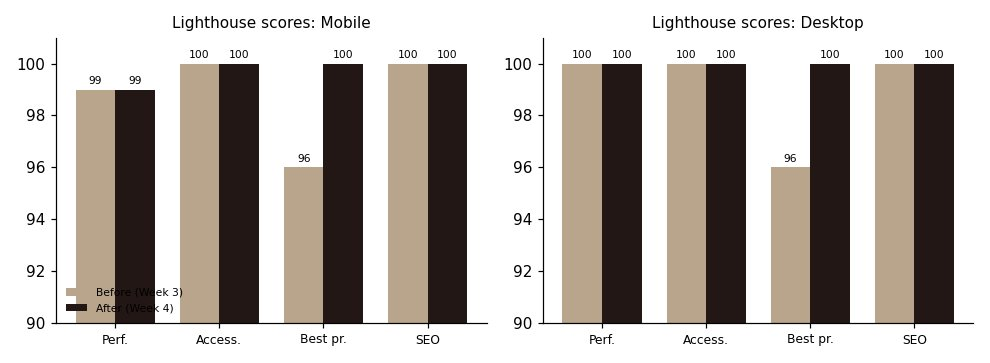 Lighthouse scores: Mobile
100
98
96
94
92
90
99 99 100 100 96 100 100 100
Before (Week 3)
After (Week 4)
Perf. Access. Best pr. SEO
Lighthouse scores: Desktop
100
98
96
94
92
90
100 100 100 100 96 100 100 100
Perf. Access. Best pr. SEO